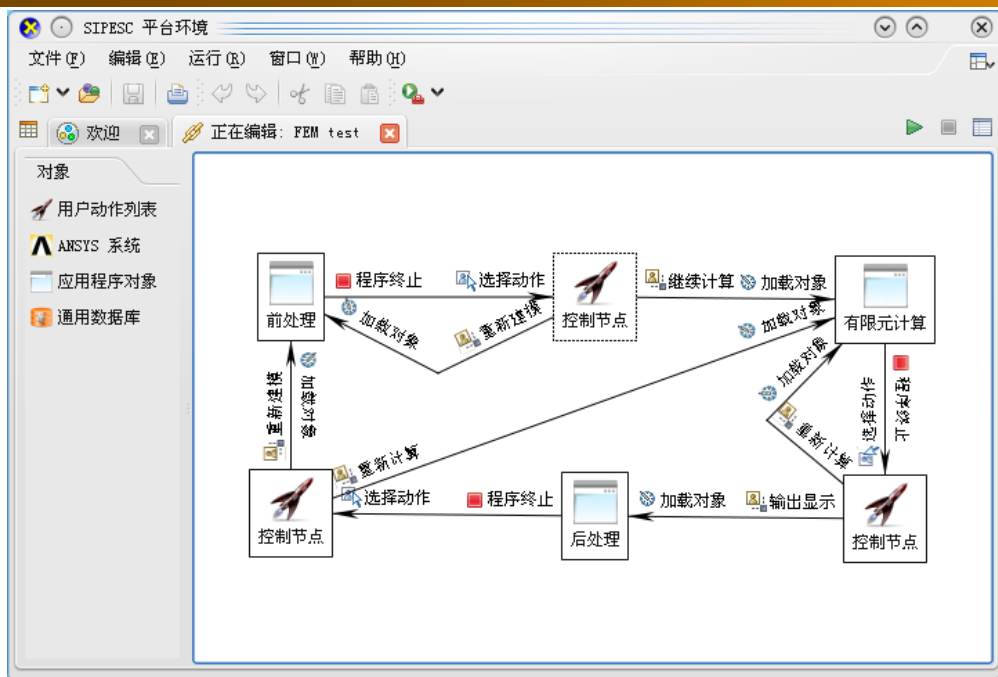 SIPESC 平台环境
文件(F) 编辑(E) 运行(R) 窗口(W) 帮助(H)
欢迎
正在编辑: FEM test
对象
用户动作列表
ANSYS 系统
应用程序对象
通用数据库
前处理
程序终止
选择动作
控制节点
继续计算
加载对象
有限元计算
加载对象
重新建模
加载对象
加载对象
重新计算
选择动作
程序终止
重新建模
加载对象
重新计算
控制节点
选择动作
程序终止
后处理
加载对象
输出显示
控制节点